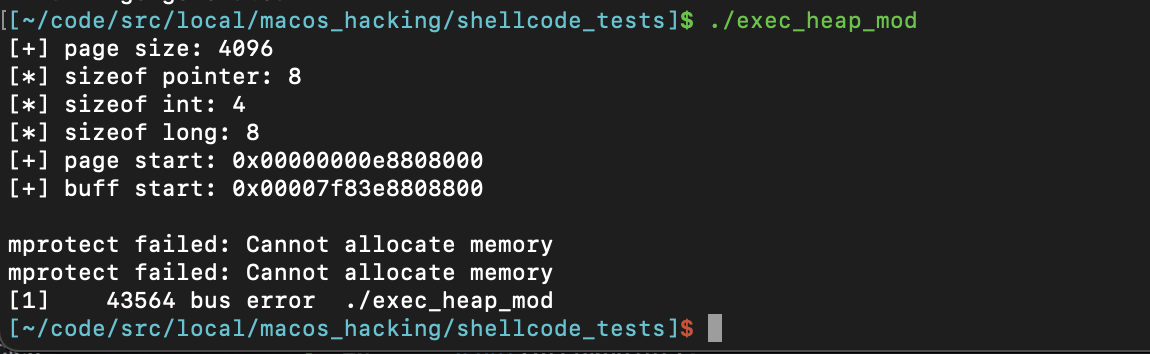 [[~/code/src/local/macos_hacking/shellcode_tests]$ ./exec_heap_mod
[+] page size: 4096
[*] sizeof pointer: 8
[*] sizeof int: 4
[*] sizeof long: 8
[+] page start: 0x00000000e8808000
[+] buff start: 0x00007f83e8808800
mprotect failed: Cannot allocate memory
mprotect failed: Cannot allocate memory
[1]    43564 bus error  ./exec_heap_mod
[~/code/src/local/macos_hacking/shellcode_tests]$